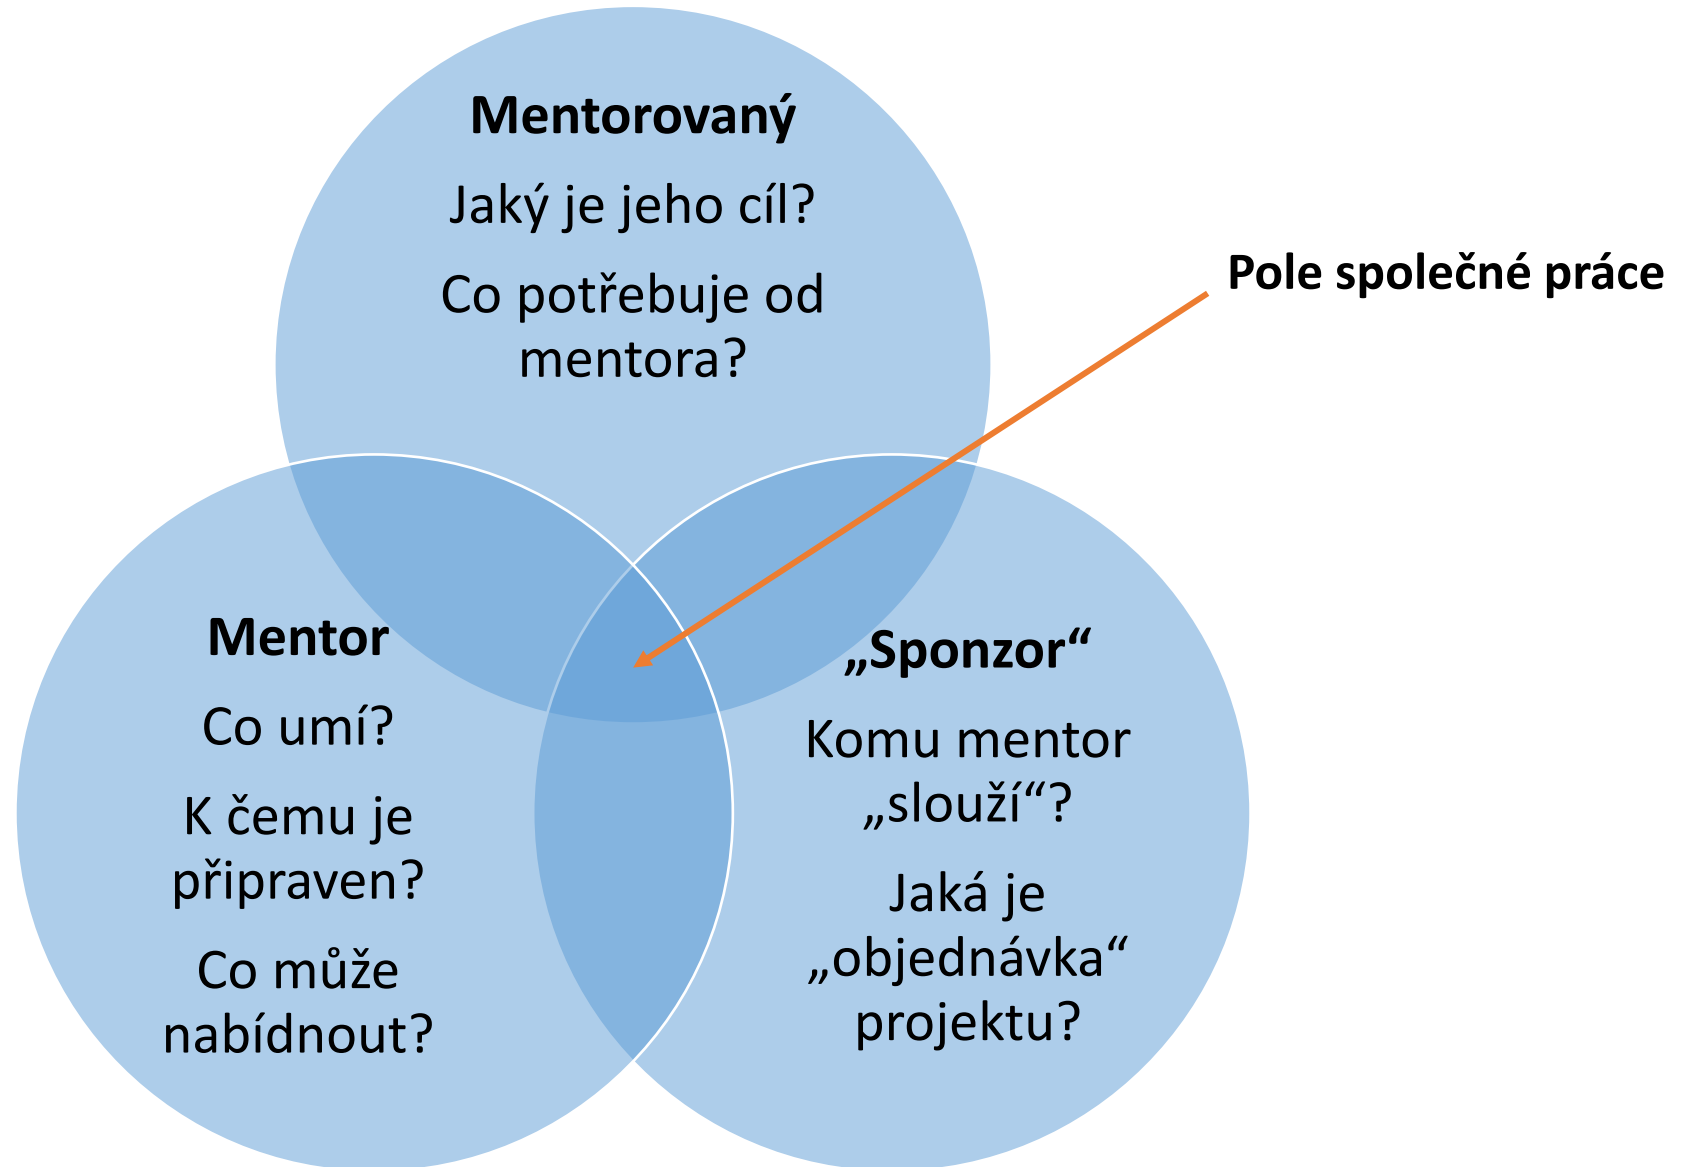 Mentorovaný
Jaký je jeho cíl?
Co potřebuje od
mentora?
Pole společné práce
Mentor
Co umí?
K čemu je
připraven?
Co může
nabídnout?
„Sponzor“
Komu mentor
„slouží“?
Jaká je
„objednávka“
projektu?